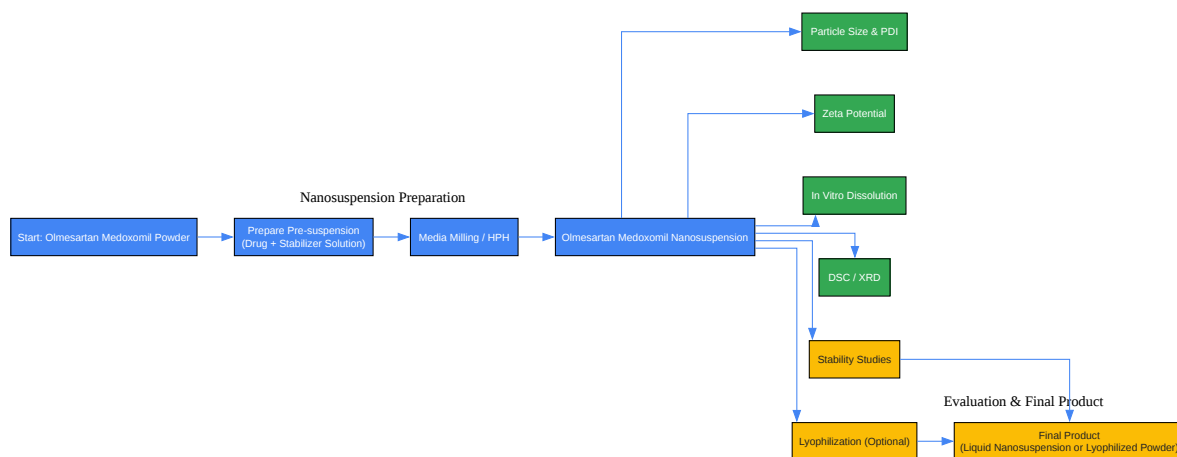 Particle Size & PDI
Zeta Potential
In Vitro Dissolution
Nanosuspension Preparation
Start: Olmesartan Medoxomil Powder
Prepare Pre-suspension
(Drug + Stabilizer Solution)
Media Milling / HPH
Olmesartan Medoxomil Nanosuspension
DSC / XRD
Stability Studies
Evaluation & Final Product
Lyophilization (Optional)
Final Product
(Liquid Nanosuspension or Lyophilized Powder)